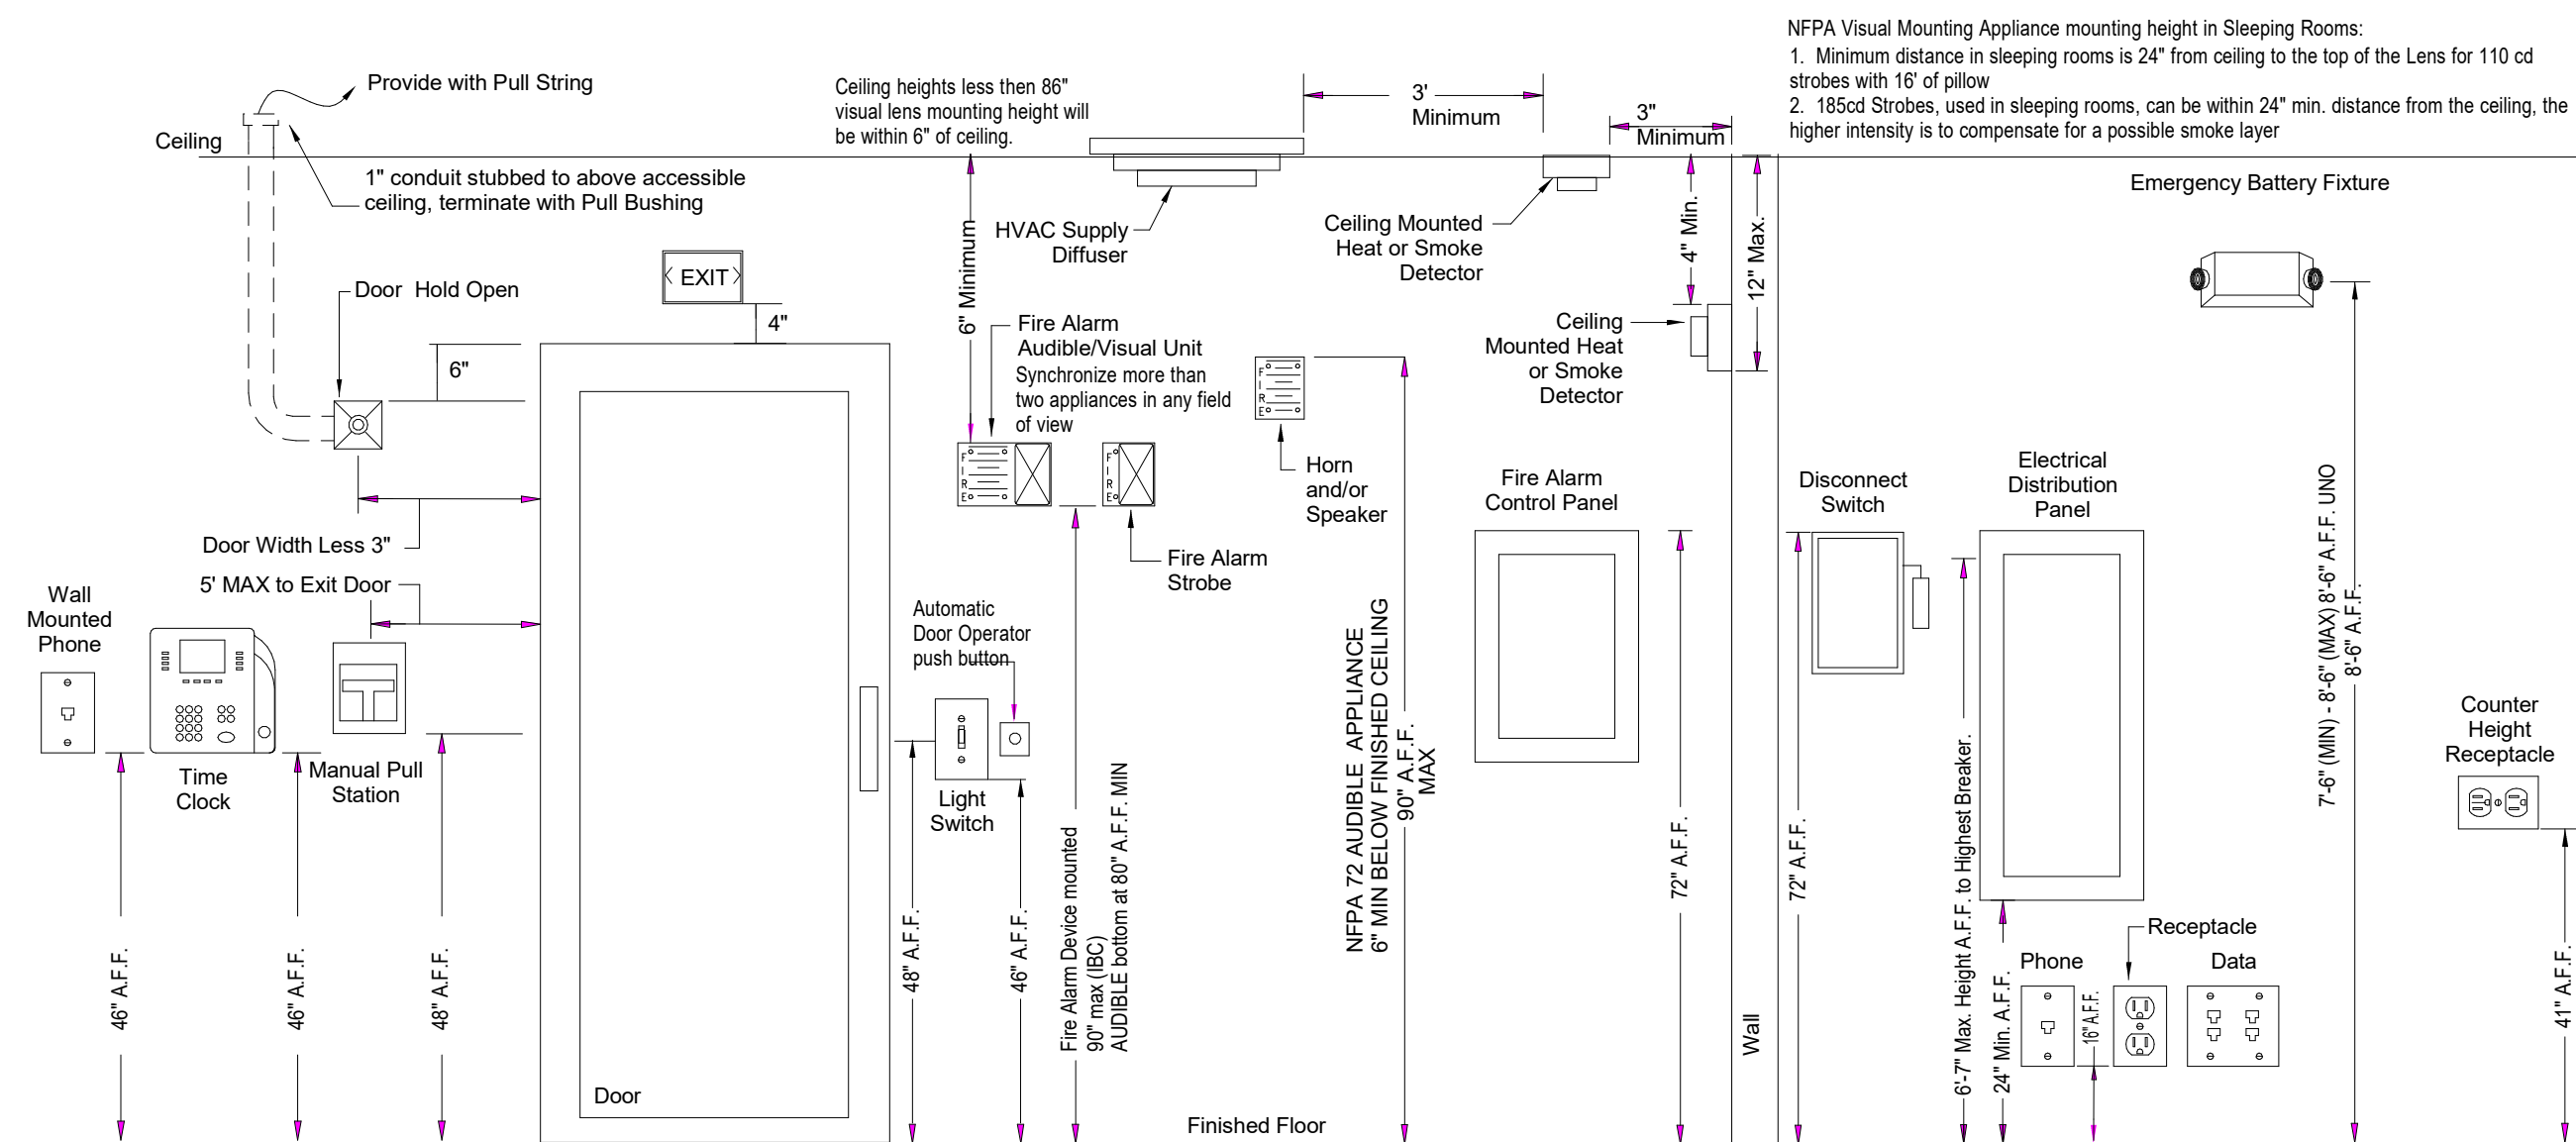 NFPA Visual Mounting Appliance mounting height in Sleeping Rooms:
1. Minimum distance in sleeping rooms is 24" from ceiling to the top of the Lens for 110 cd
strobes with 16' of pillow
2. 185cd Strobes, used in sleeping rooms, can be within 24" min. distance from the ceiling, the
higher intensity is to compensate for a possible smoke layer
Provide with Pull String
Ceiling
1" conduit stubbed to above accessible
ceiling, terminate with Pull Bushing
Ceiling heights less then 86"
visual lens mounting height will
be within 6" of ceiling.
3'
Minimum
3"
Minimum
Emergency Battery Fixture
Door Hold Open
EXIT
4"
6"
6" Minimum
HVAC Supply
Diffuser
Ceiling Mounted
Heat or Smoke
Detector
4" Min.
12" Max.
Fire Alarm
Audible/Visual Unit
Synchronize more than
two appliances in any field
of view
FIRE
FIRE
FIRE
Ceiling
Mounted Heat
or Smoke
Detector
Horn
and/or
Speaker
Fire Alarm
Strobe
Fire Alarm
Control Panel
Disconnect
Switch
Electrical
Distribution
Panel
Door Width Less 3"
5' MAX to Exit Door
Wall
Mounted
Phone
Time
Clock
Manual Pull
Station
Automatic
Door Operator
push button
Light
Switch
Counter
Height
Receptacle
46" A.F.F.
46" A.F.F.
48" A.F.F.
Door
48" A.F.F.
46" A.F.F.
Fire Alarm Device mounted
90" max (IBC)
AUDIBLE bottom at 80" A.F.F. MIN
NFPA 72 AUDIBLE APPLIANCE
6" MIN BELOW FINISHED CEILING
90" A.F.F.
MAX
72" A.F.F.
Wall
72" A.F.F.
6'-7" Max. Height A.F.F. to Highest Breaker.
24" Min. A.F.F.
Phone
16" A.F.F.
Receptacle
Data
7'-6" (MIN) - 8'-6" (MAX) 8'-6" A.F.F. UNO
8'-6" A.F.F.
41" A.F.F.
Finished Floor